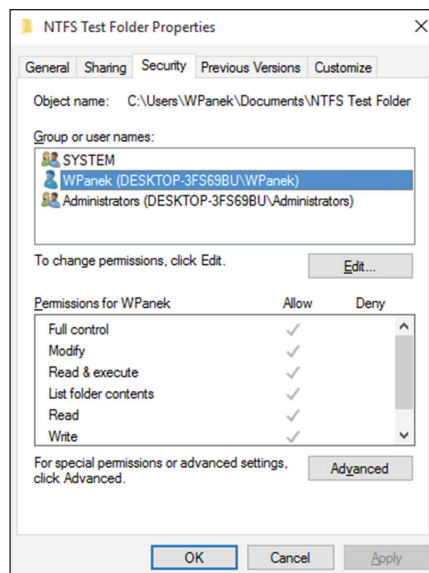 NTFS Test Folder Properties
General Sharing Security Previous Versions Customize
Object name: C:\Users\WPanek\Documents\NTFS Test Folder
Group or user names:
SYSTEM
WPanek (DESKTOP-3FS69BU\WPanek)
Administrators (DESKTOP-3FS69BU\Administrators)
To change permissions, click Edit.
Edit...
Permissions for WPanek Allow Deny
Full control
Modify
Read & execute
List folder contents
Read
Write
For special permissions or advanced settings, click Advanced.
Advanced
OK Cancel Apply